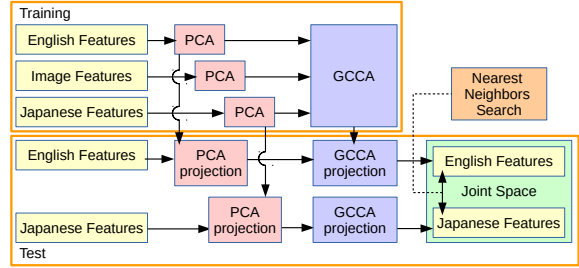 Training
English Features
PCA
Image Features
PCA
GCCA
Japanese Features
PCA
Nearest
Neighbors
Search
English Features
PCA
projection
GCCA
projection
English Features
Joint Space
Japanese Features
PCA
projection
GCCA
projection
Japanese Features
Test